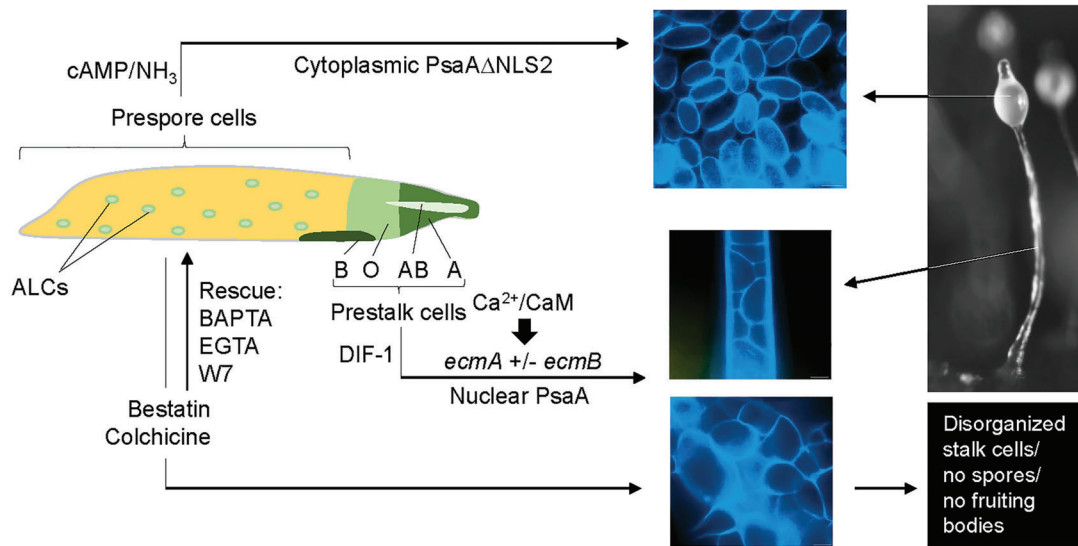 cAMP/NH₃
Cytoplasmic PsaAΔNLS2
Prespore cells
ALCs
B O AB A
Prestalk cells
Rescue:
BAPTA
EGTA
W7
Ca²⁺/CaM
DIF-1
ecmA +/- ecmB
Nuclear PsaA
Bestatin
Colchicine
Disorganized
stalk cells/
no spores/
no fruiting
bodies